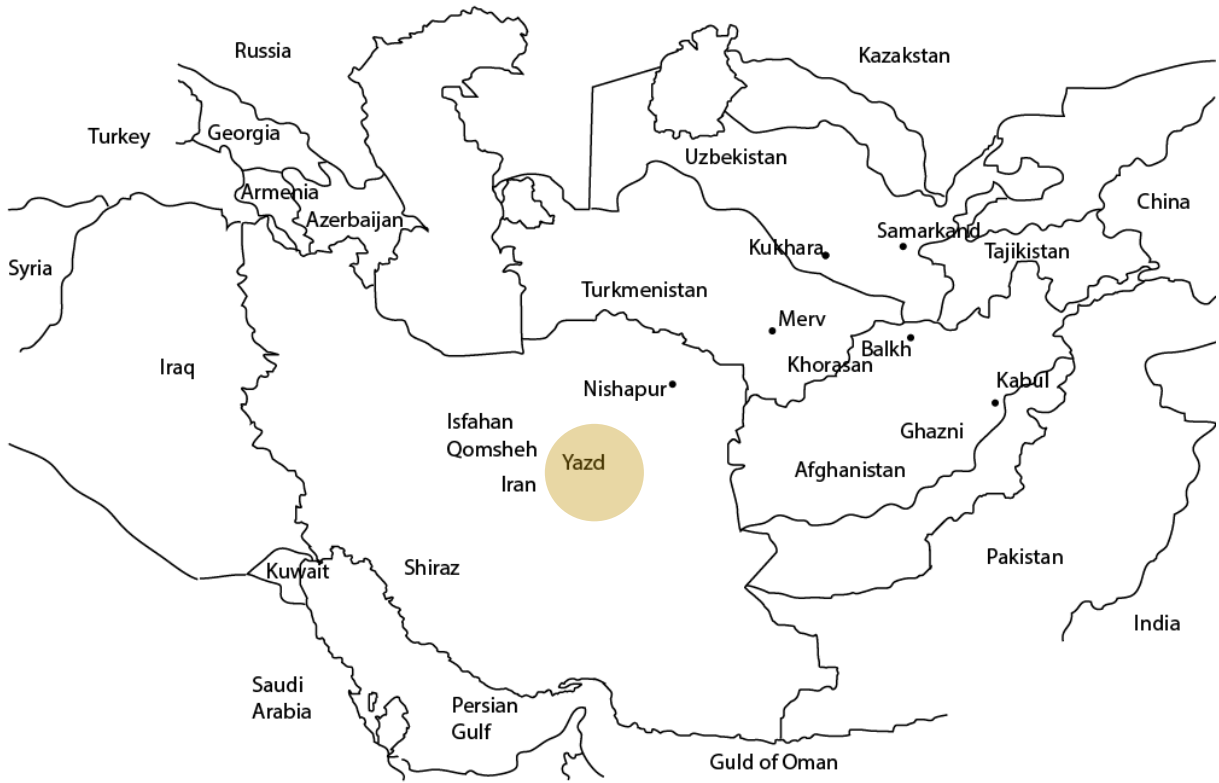 Russia
Kazakstan
Turkey
Georgia
Uzbekistan
Armenia
China
Azerbaijan
Samarkand
Kukhara
Tajikistan
Syria
Turkmenistan
Merv
Balkh
Iraq
Khorasan
Kabul
Nishapur
Isfahan
Ghazni
Qomsheh
Yazd
Afghanistan
Iran
Pakistan
Shiraz
Kuwait
India
Saudi
Arabia
Persian
Gulf
Guld of Oman